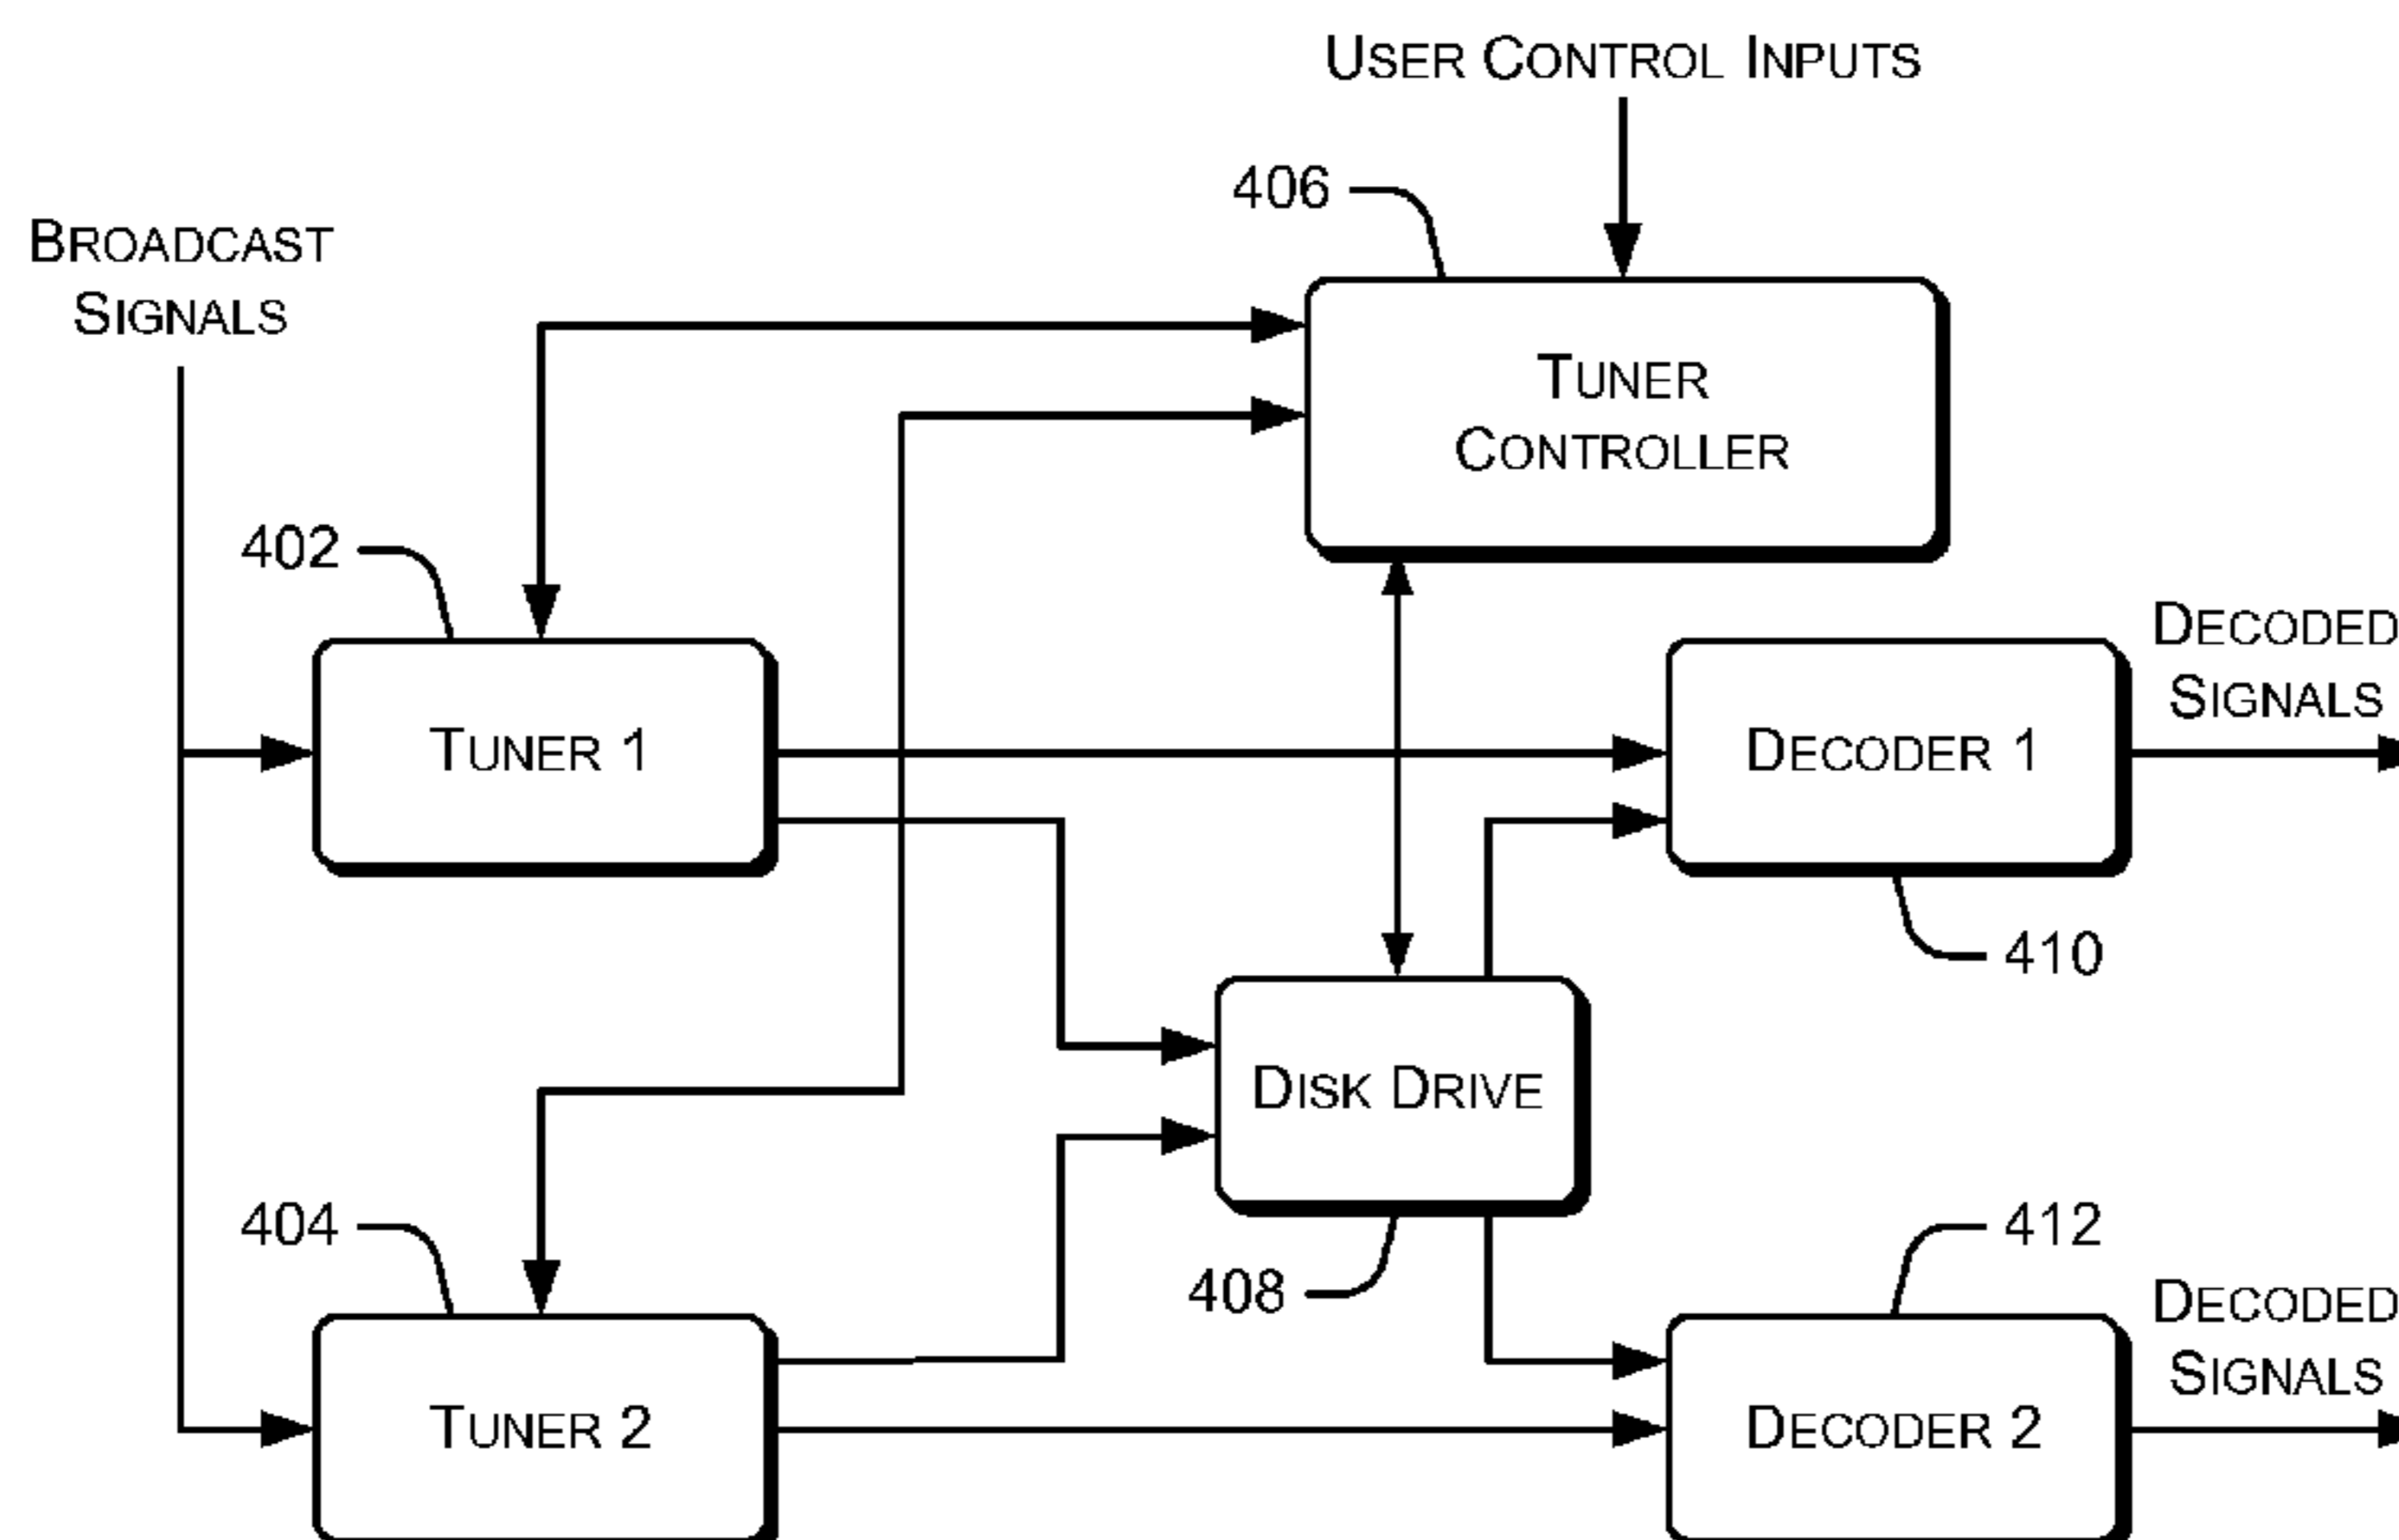 USER CONTROL INPUTS
406
BROADCAST
SIGNALS
TUNER
CONTROLLER
402
DECODED
SIGNALS
TUNER 1
DECODER 1
410
DISK DRIVE
404
412
408
DECODED
SIGNALS
TUNER 2
DECODER 2